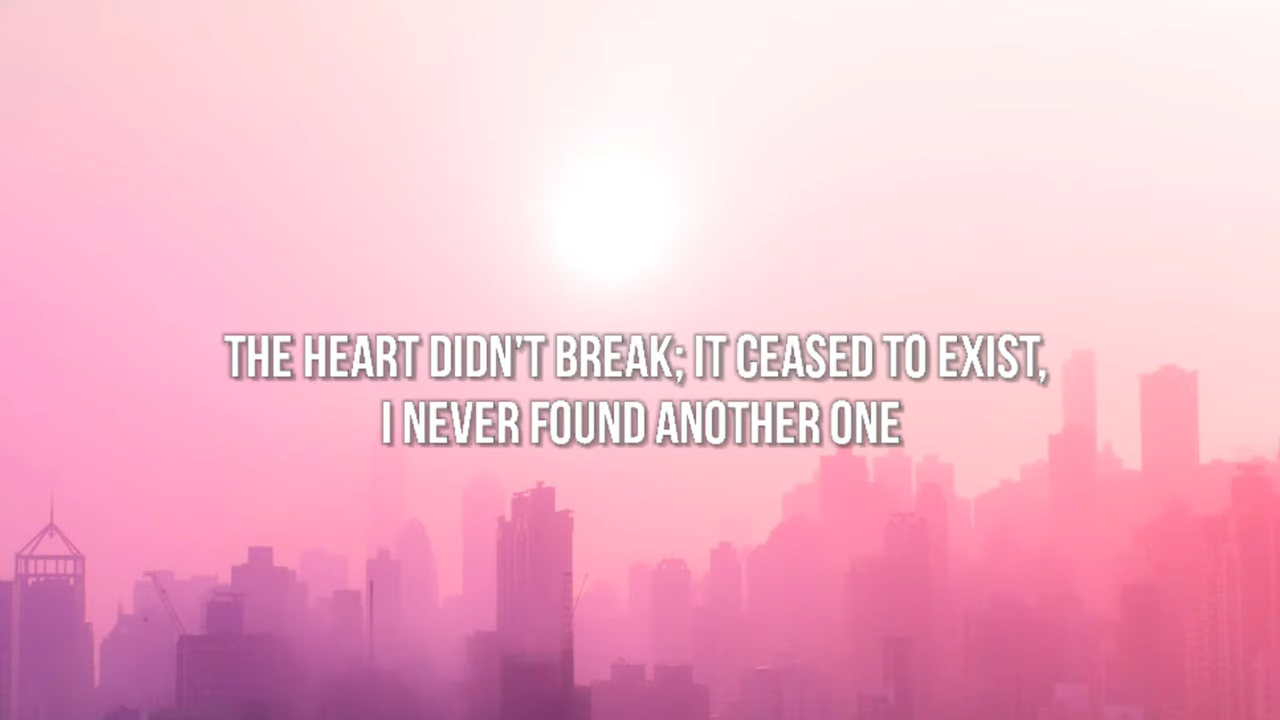 THE HEART DIDN'T BREAK; IT CEASED TO EXIST,
I NEVER FOUND ANOTHER ONE